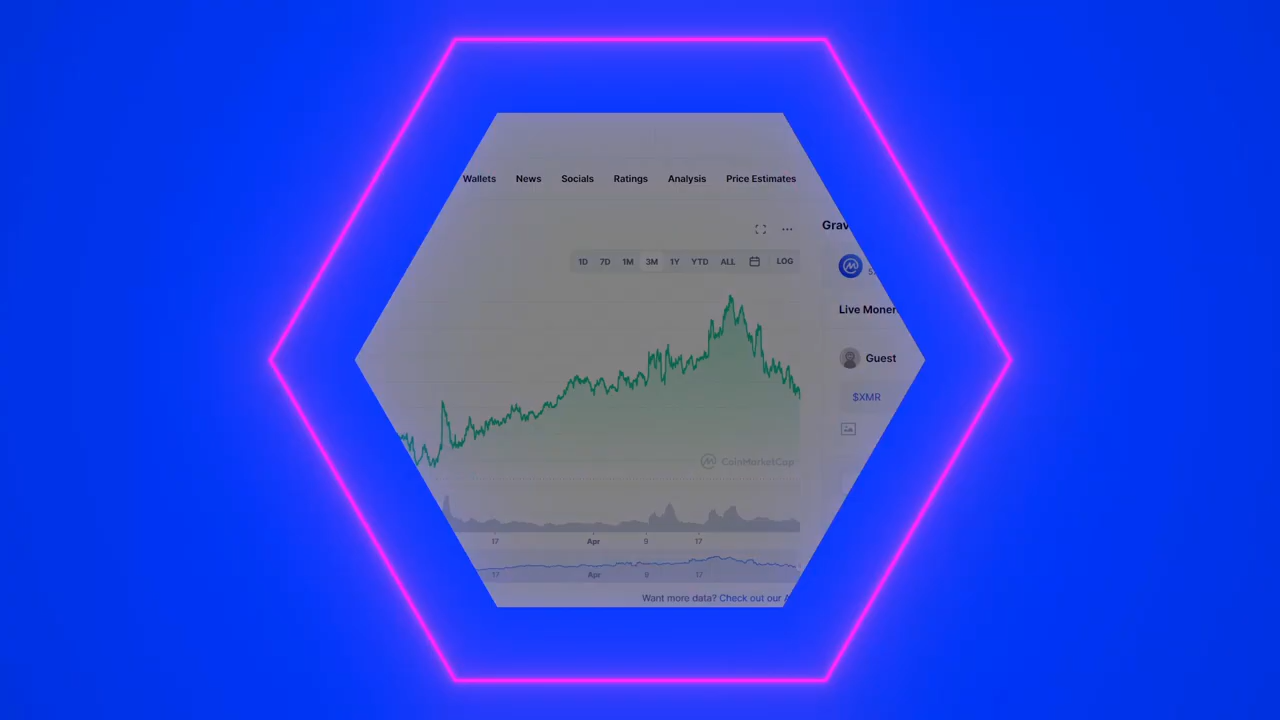 Wallets News Socials Ratings Analysis Price Estimates
Grav
1D 7D 1M 3M 1Y YTD ALL LOG
Live Moner
Guest
$XMR
CoinMarketCap
17 Apr 9 17
17 Apr 9 17
Want more data? Check out our A